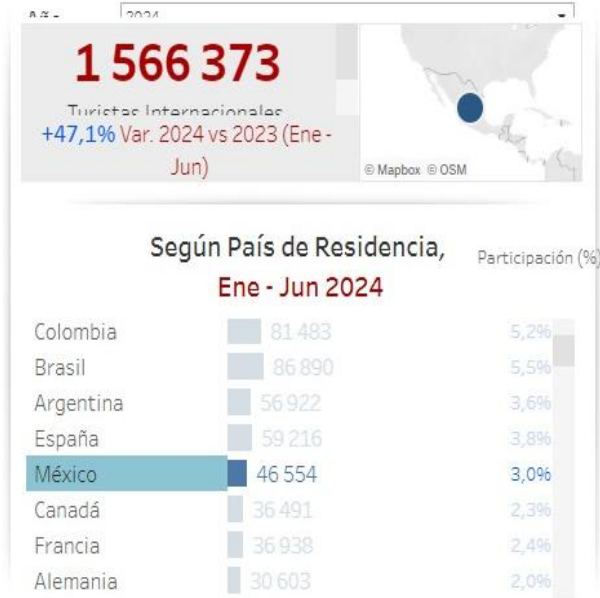 Año 2024
1 566 373
Turistas Internacionales
+47,1% Var. 2024 vs 2023 (Ene -
Jun)
© Mapbox © OSM
Según País de Residencia,
Participación (%)
Ene - Jun 2024
Colombia 81 483 5,2%
Brasil 86 890 5,5%
Argentina 56 922 3,6%
España 59 216 3,8%
México 46 554 3,0%
Canadá 36 491 2,3%
Francia 36 938 2,4%
Alemania 30 603 2,0%